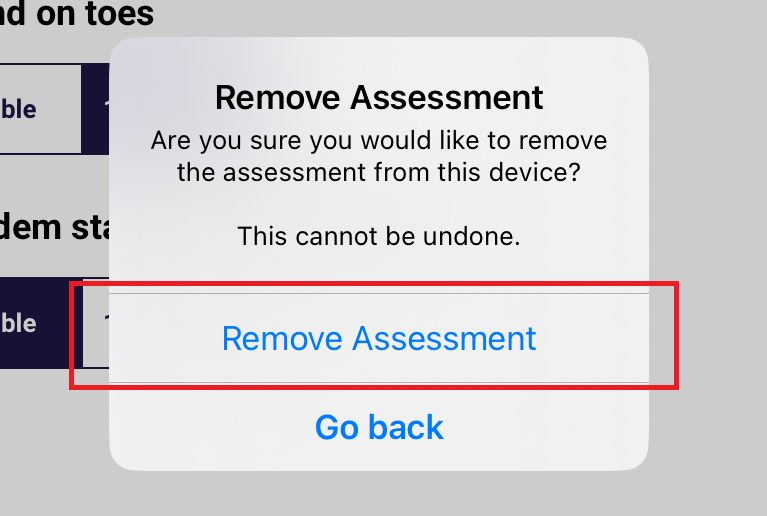 nd on toes
ble
Remove Assessment
Are you sure you would like to remove
the assessment from this device?
This cannot be undone.
dem sta
ble
Remove Assessment
Go back